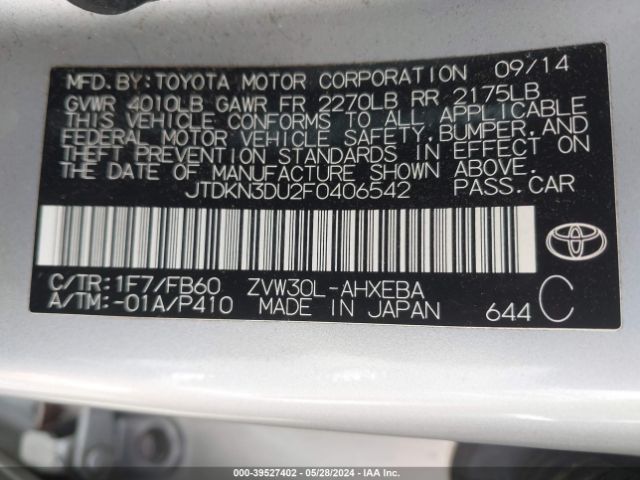 MFD.BY:TOYOTA MOTOR CORPORATION 09/14
GVWR 4010LB GAWR FR 2270LB RR 2175LB
THIS VEHICLE CONFORMS TO ALL APPLICABLE
FEDERAL MOTOR VEHICLE SAFETY,BUMPER,AND
THEFT PREVENTION STANDARDS IN EFFECT ON
THE DATE OF MANUFACTURE SHOWN ABOVE.
JTDKN3DU2F0406542 PASS.CAR
C/TR:1F7/FB60 ZVW30L-AHXEBA
A/TM:-01A/P410 MADE IN JAPAN 644 C
TOYOTA
000-39527402 - 05/28/2024 - IAA Inc.